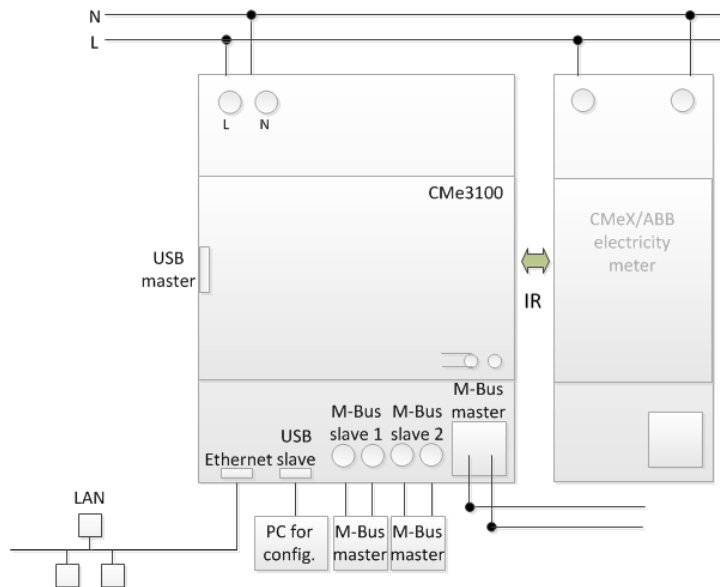 N
L
L
N
CMe3100
CMeX/ABB
electricity
meter
USB
master
IR
M-Bus
master
M-Bus
slave 1
M-Bus
slave 2
USB
slave
Ethernet
LAN
PC for
config.
M-Bus
master
M-Bus
master